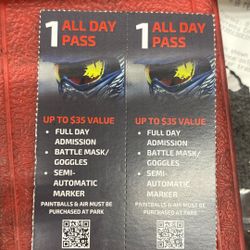 1 ALL DAY
PASS
UP TO $35 VALUE
• FULL DAY
ADMISSION
• BATTLE MASK/
GOGGLES
• SEMI-
AUTOMATIC
MARKER
PAINTBALLS & AIR MUST BE
PURCHASED AT PARK
1 ALL DAY
PASS
UP TO $35 VALUE
• FULL DAY
ADMISSION
• BATTLE MASK/
GOGGLES
• SEMI-
AUTOMATIC
MARKER
PAINTBALLS & AIR MUST BE
PURCHASED AT PARK